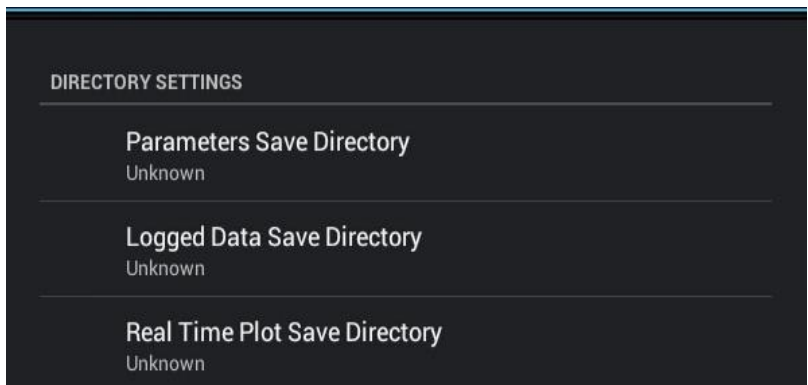 DIRECTORY SETTINGS
Parameters Save Directory
Unknown
Logged Data Save Directory
Unknown
Real Time Plot Save Directory
Unknown